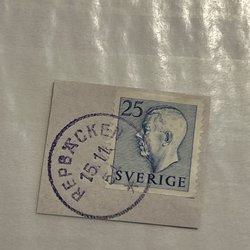 25
SVERIGE
REPBÄCKEN
15.11